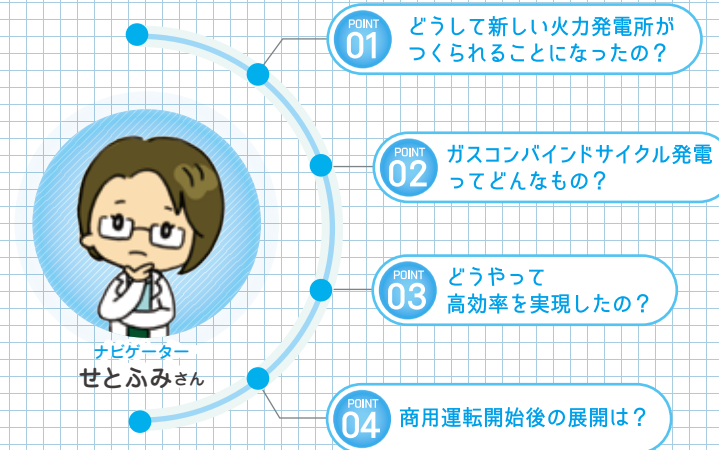 POINT
01
どうして新しい火力発電所が
つくられることになったの？
POINT
02
ガスコンバインドサイクル発電
ってどんなもの？
POINT
03
どうやって
高効率を実現したの？
POINT
04
商用運転開始後の展開は？
ナビゲーター
せとふみさん